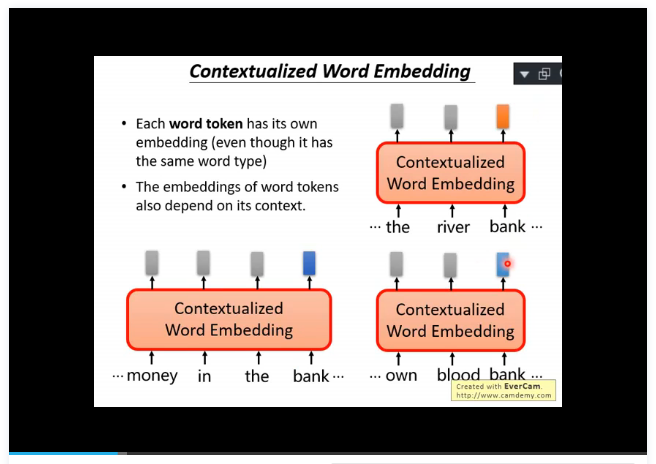 Contextualized Word Embedding
• Each word token has its own
embedding (even though it has
the same word type)
• The embeddings of word tokens
also depend on its context.
Contextualized
Word Embedding
··· the river bank ···
Contextualized
Word Embedding
··· money in the bank ···
Contextualized
Word Embedding
··· own blood bank ···
Created with EverCam.
http://www.camdemy.com